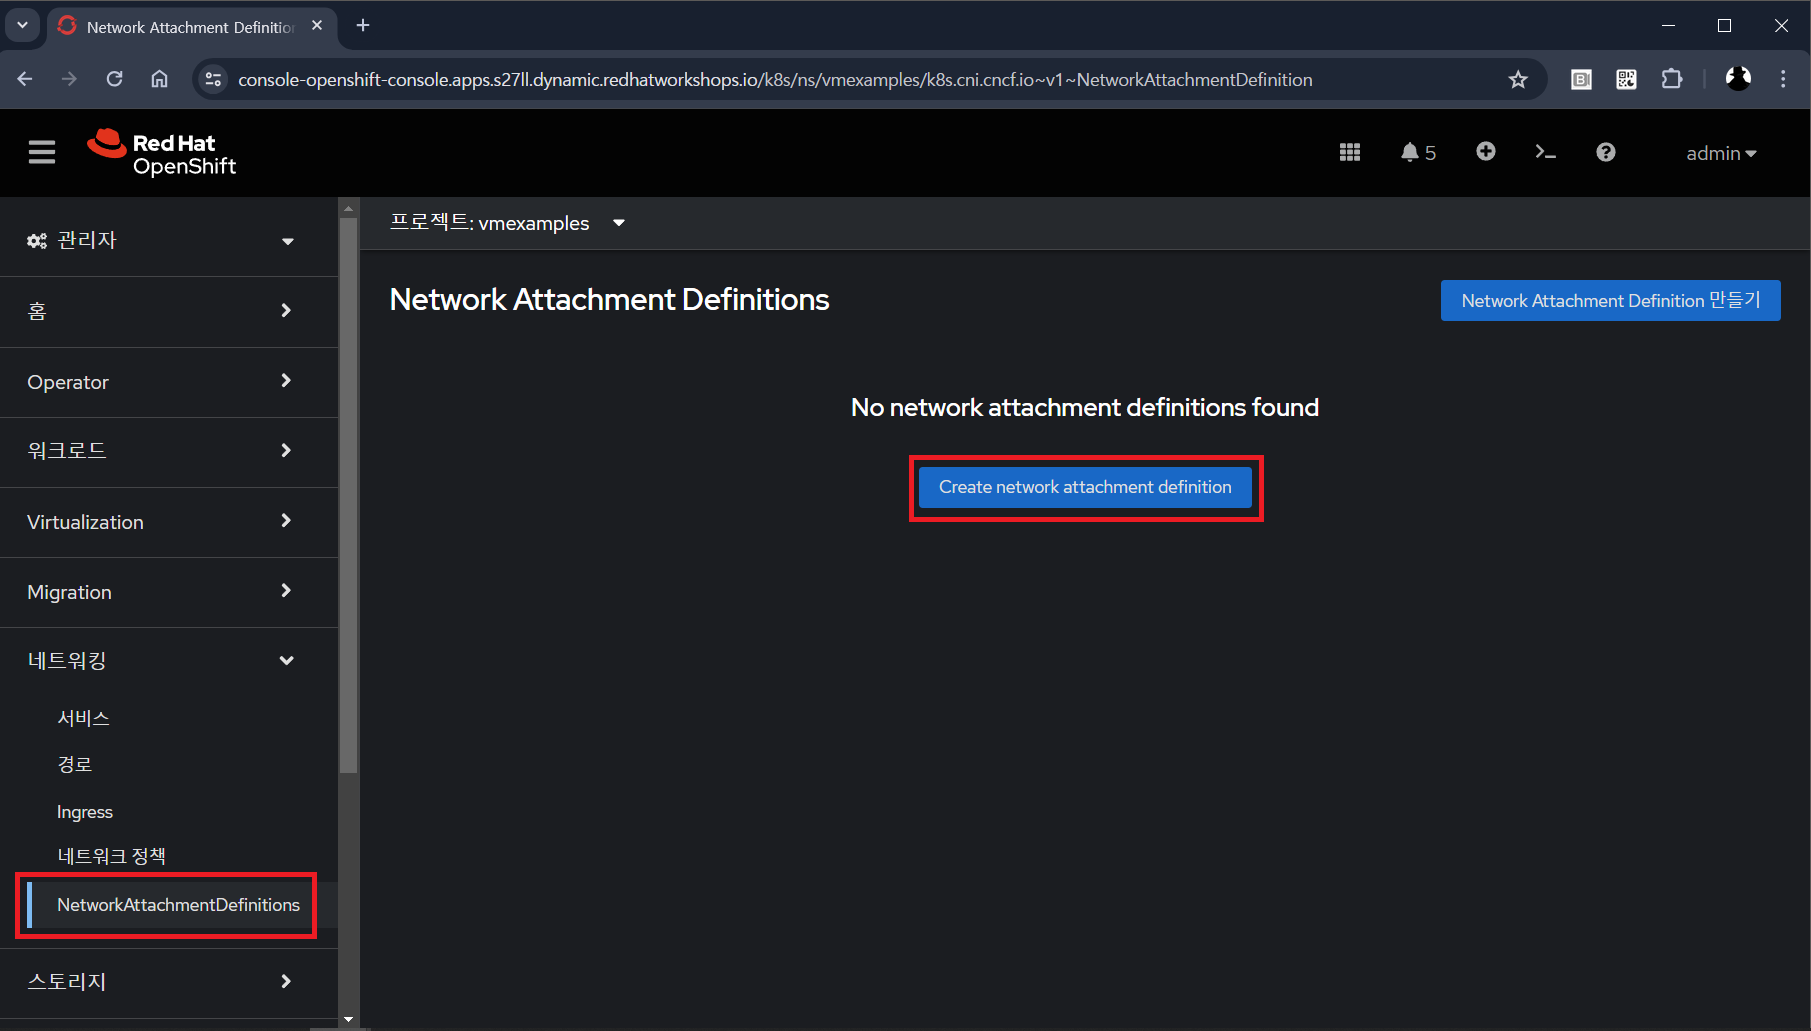 Network Attachment Definitio
console-openshift-console.apps.s27ll.dynamic.redhatworkshops.io/k8s/ns/vmexamples/k8s.cni.cncf.io~v1~NetworkAttachmentDefinition
Red Hat
OpenShift
5
admin
관리자
홈
Operator
워크로드
Virtualization
Migration
네트워킹
서비스
경로
Ingress
네트워크 정책
NetworkAttachmentDefinitions
스토리지
프로젝트: vmexamples
Network Attachment Definitions
Network Attachment Definition 만들기
No network attachment definitions found
Create network attachment definition